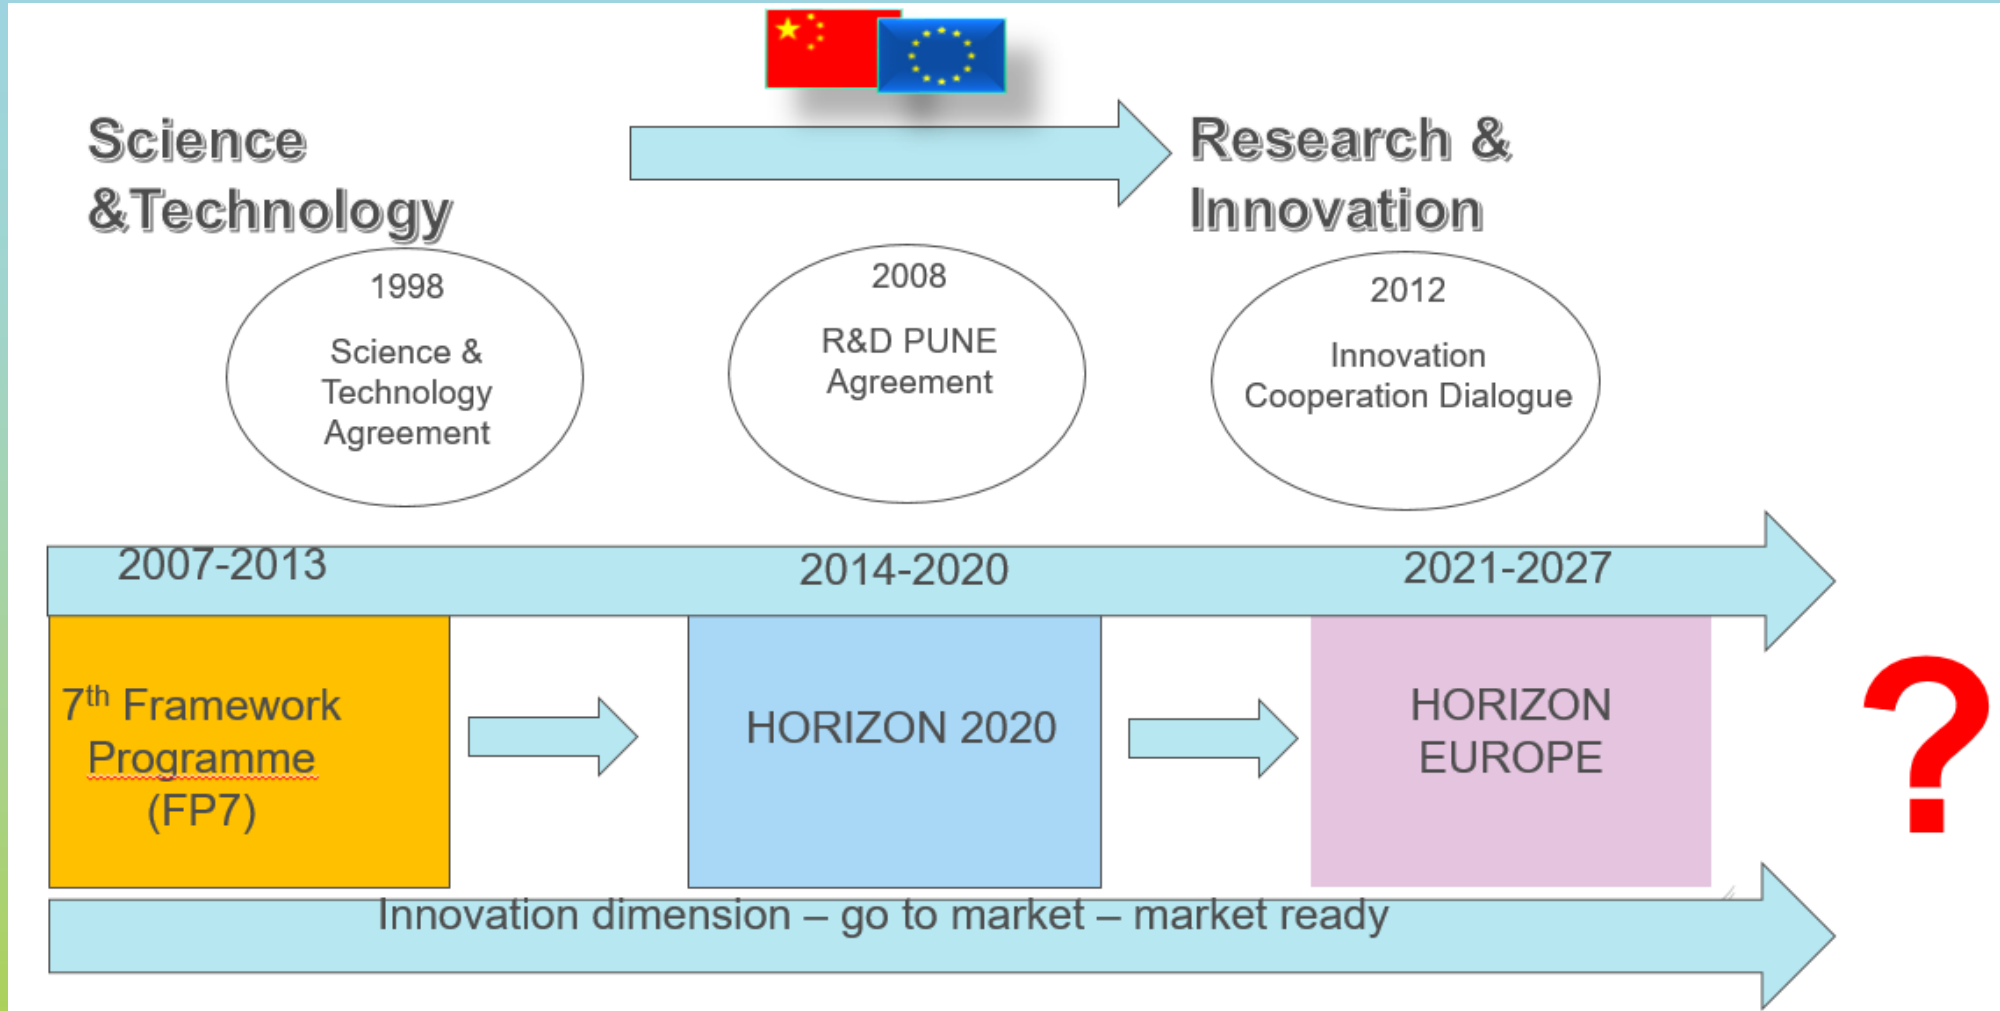 Science
&Technology
Research &
Innovation
1998
Science &
Technology
Agreement
2008
R&D PUNE
Agreement
2012
Innovation
Cooperation Dialogue
2007-2013
2014-2020
2021-2027
7th Framework
Programme
(FP7)
HORIZON 2020
HORIZON
EUROPE
?
Innovation dimension – go to market – market ready